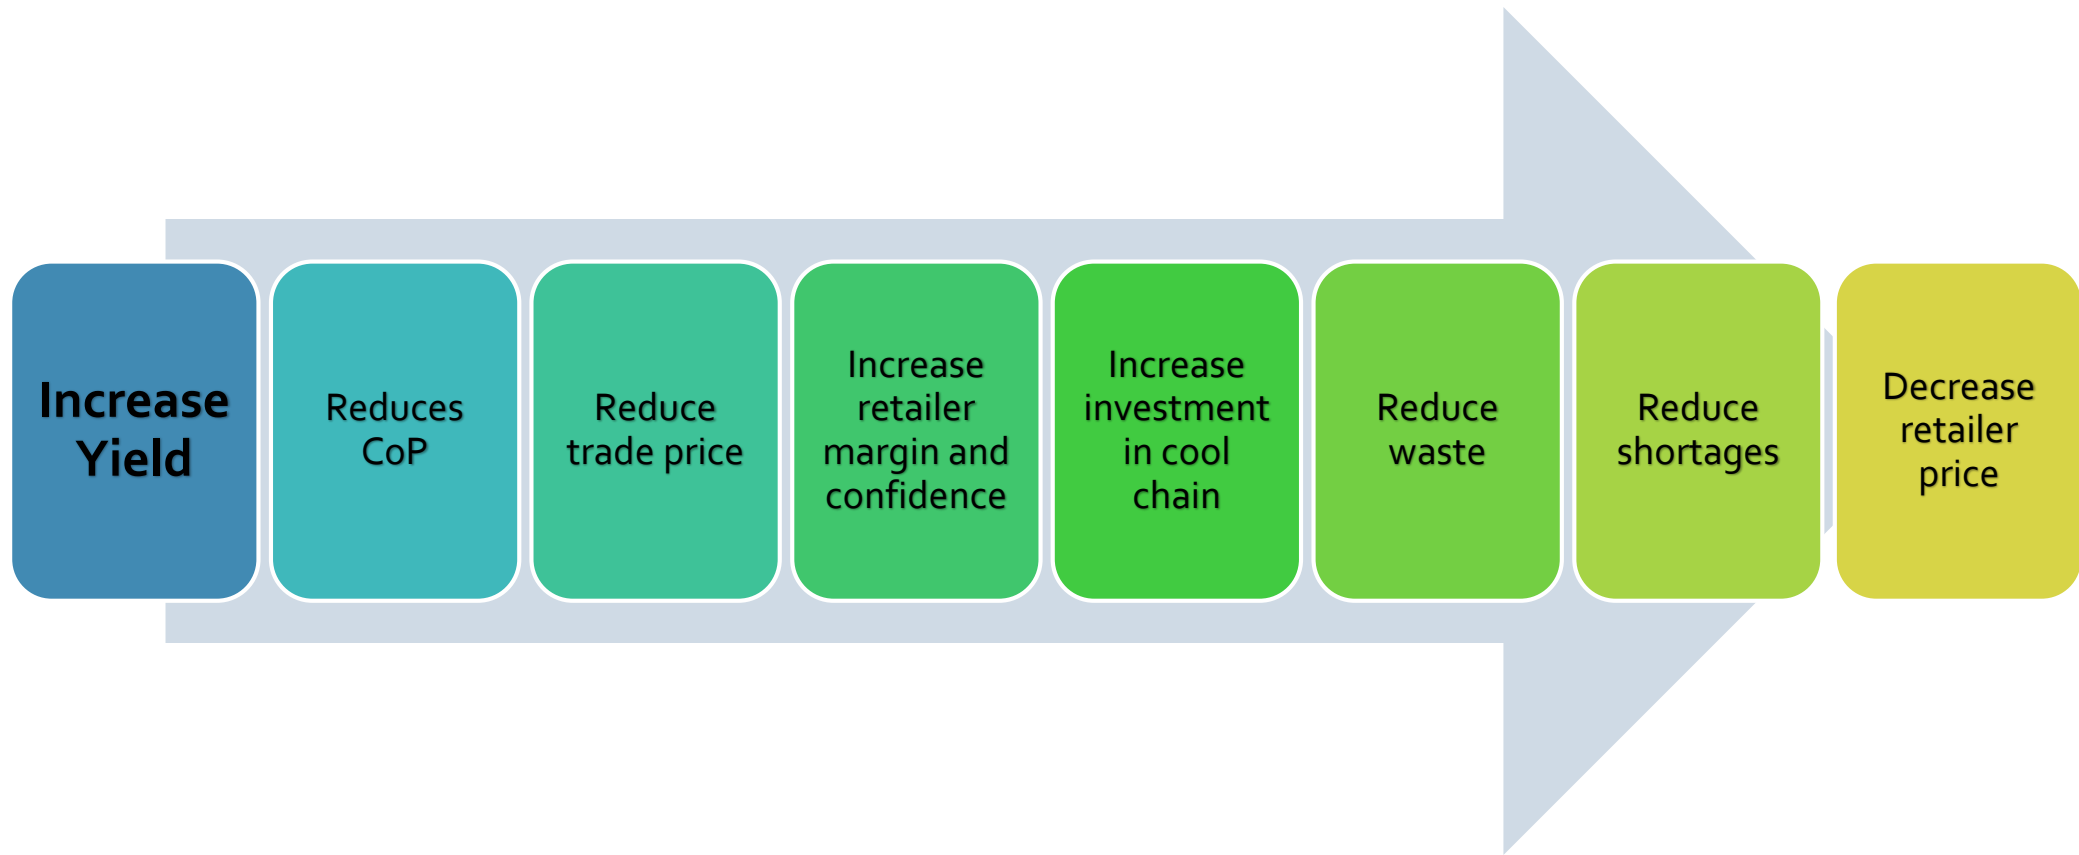 Increase
Yield
Reduces
CoP
Reduce
trade price
Increase
retailer
margin and
confidence
Increase
investment
in cool
chain
Reduce
waste
Reduce
shortages
Decrease
retailer
price